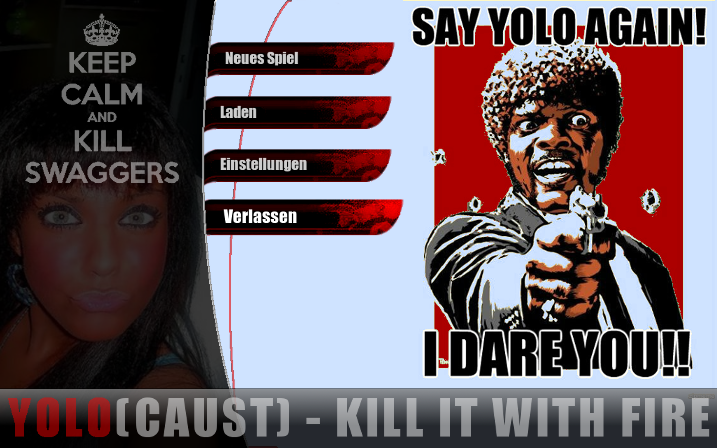 KEEP
CALM
AND
KILL
SWAGGERS
Neues Spiel
Laden
Einstellungen
Verlassen
SAY YOLO AGAIN!
I DARE YOU!!
YOLO(CAUST) - KILL IT WITH FIRE